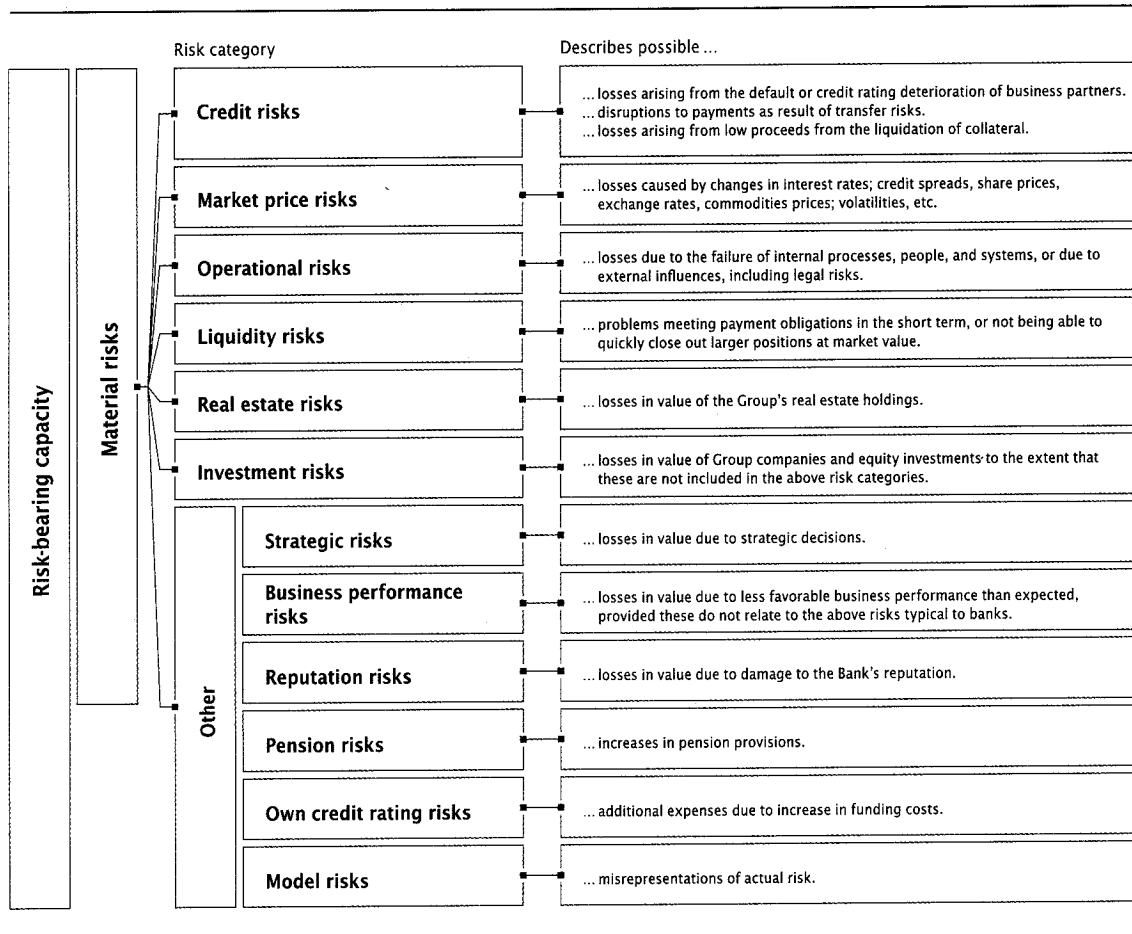 Risk category
Describes possible ...
Risk-bearing capacity
Material risks
Credit risks
... losses arising from the default or credit rating deterioration of business partners.
... disruptions to payments as result of transfer risks.
... losses arising from low proceeds from the liquidation of collateral.
Market price risks
... losses caused by changes in interest rates; credit spreads, share prices,
exchange rates, commodities prices; volatilities, etc.
Operational risks
... losses due to the failure of internal processes, people, and systems, or due to
external influences, including legal risks.
Liquidity risks
... problems meeting payment obligations in the short term, or not being able to
quickly close out larger positions at market value.
Real estate risks
... losses in value of the Group's real estate holdings.
Investment risks
... losses in value of Group companies and equity investments to the extent that
these are not included in the above risk categories.
Other
Strategic risks
... losses in value due to strategic decisions.
Business performance
risks
... losses in value due to less favorable business performance than expected,
provided these do not relate to the above risks typical to banks.
Reputation risks
... losses in value due to damage to the Bank's reputation.
Pension risks
... increases in pension provisions.
Own credit rating risks
... additional expenses due to increase in funding costs.
Model risks
... misrepresentations of actual risk.